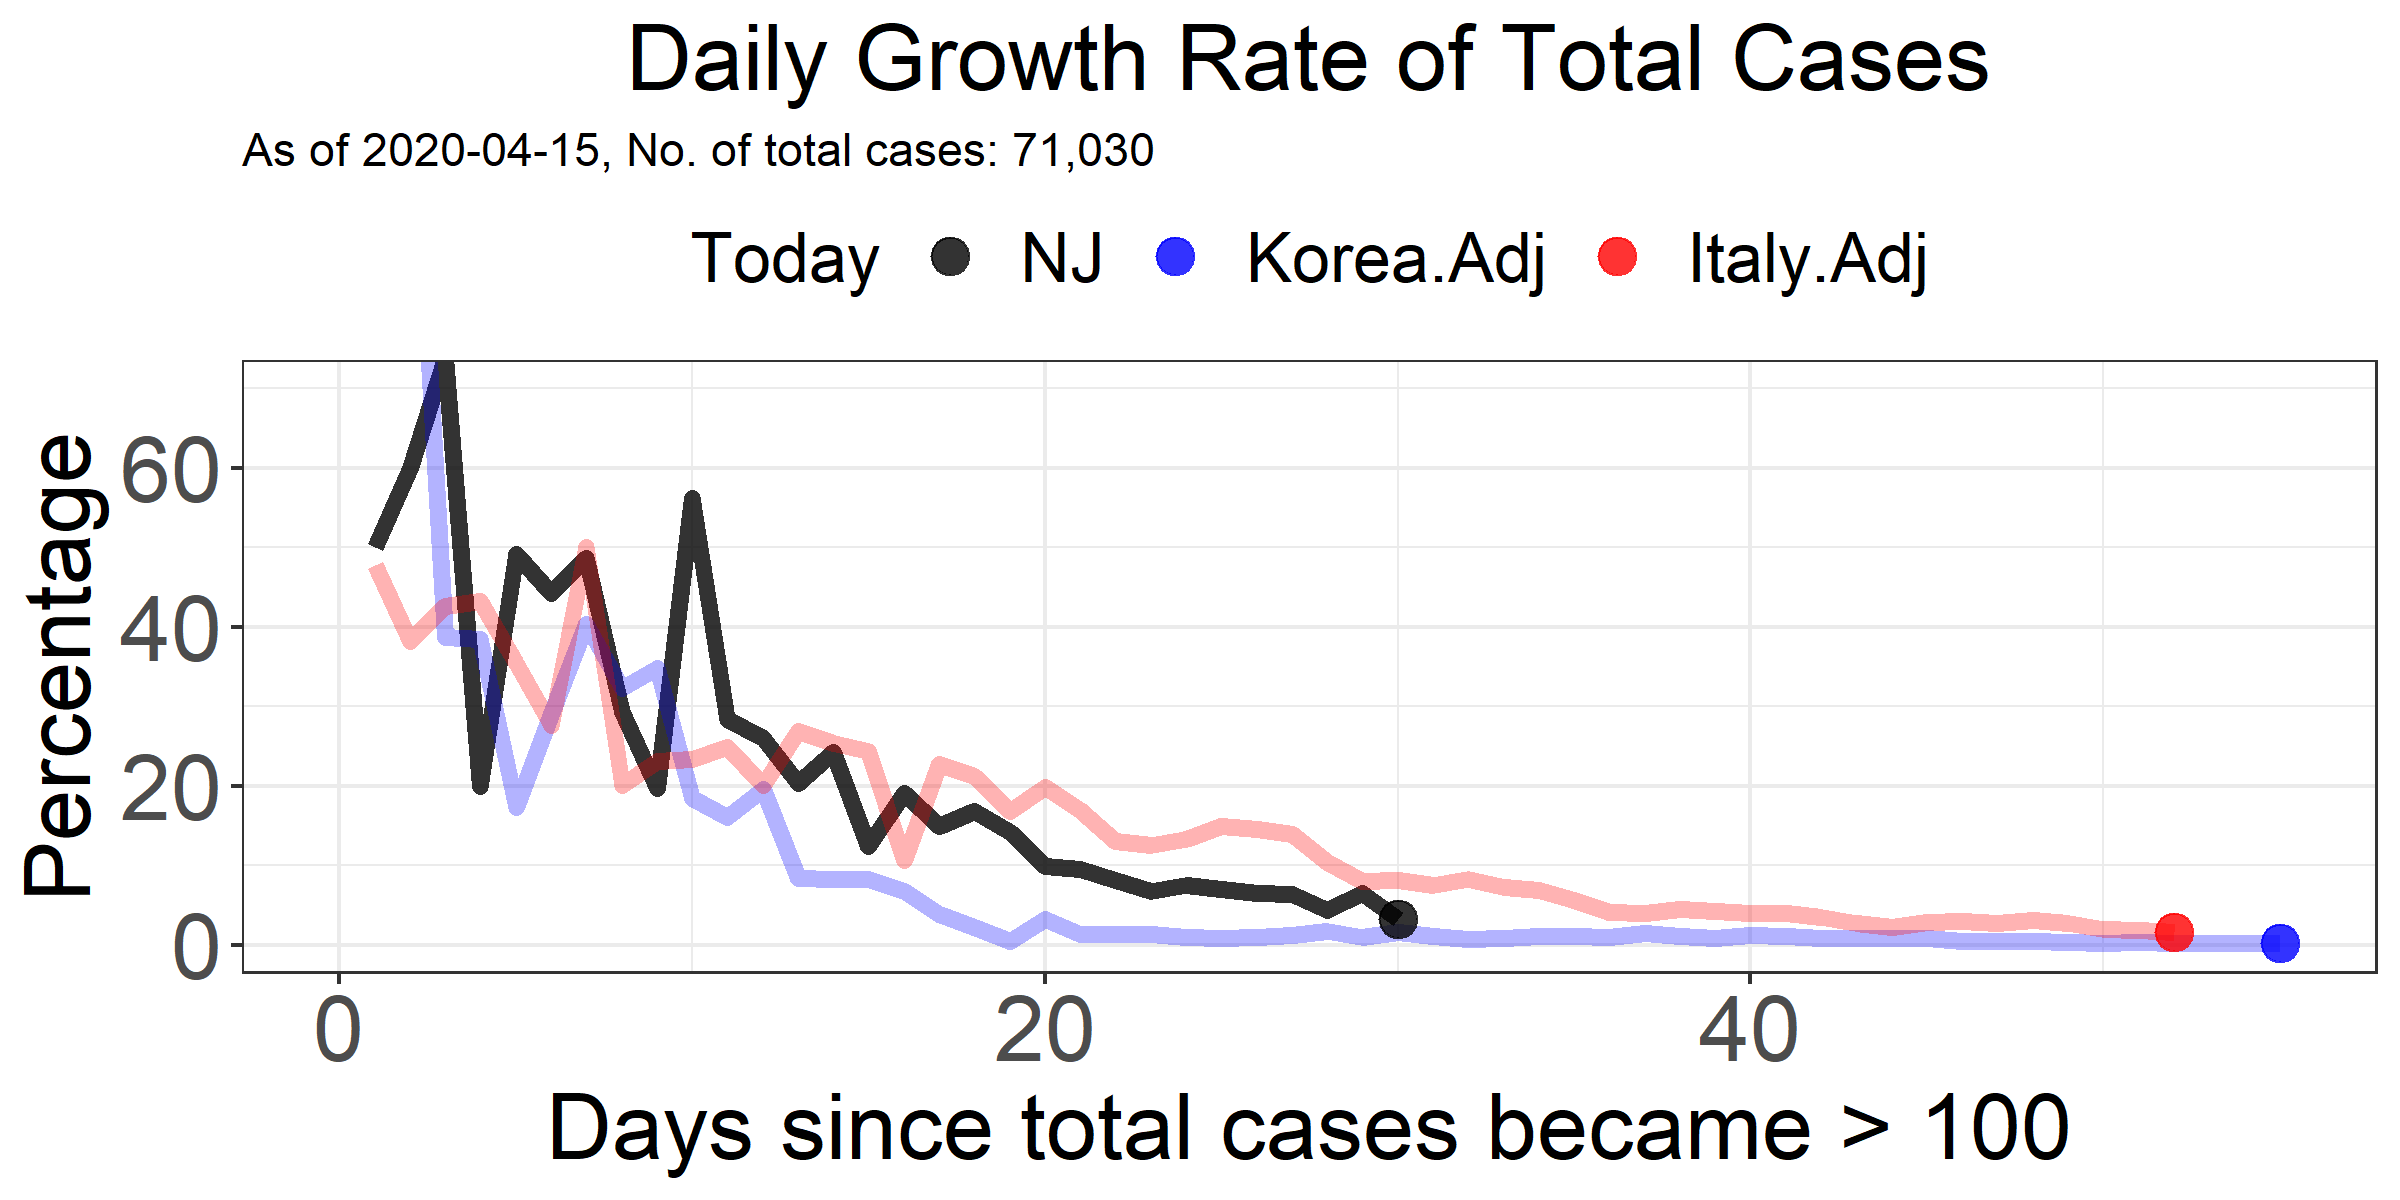 Daily Growth Rate of Total Cases
As of 2020-04-15, No. of total cases: 71,030
Today NJ Korea.Adj Italy.Adj
Percentage
60
40
20
0
0 20 40
Days since total cases became > 100